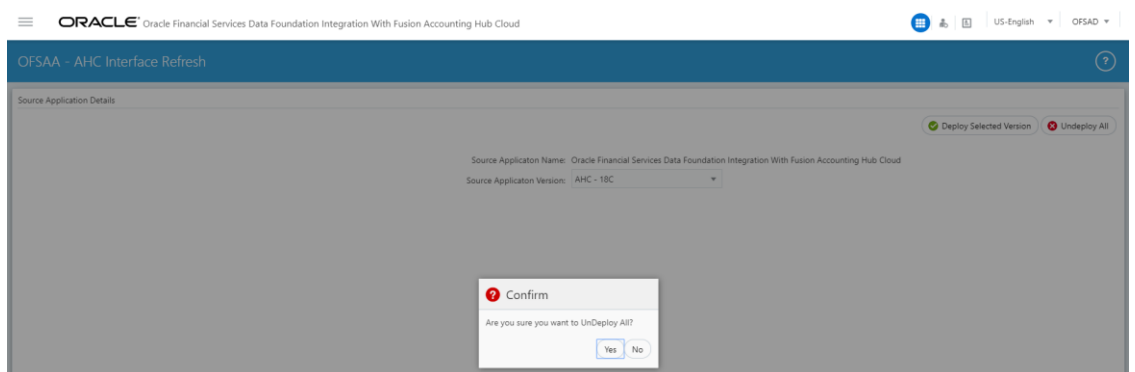 ORACLE® Oracle Financial Services Data Foundation Integration With Fusion Accounting Hub Cloud
US-English OFSAD
OFSAA - AHC Interface Refresh
?
Source Application Details
Deploy Selected Version Undeploy All
Source Applicaton Name: Oracle Financial Services Data Foundation Integration With Fusion Accounting Hub Cloud
Source Applicaton Version: AHC - 18C
? Confirm
Are you sure you want to UnDeploy All?
Yes No